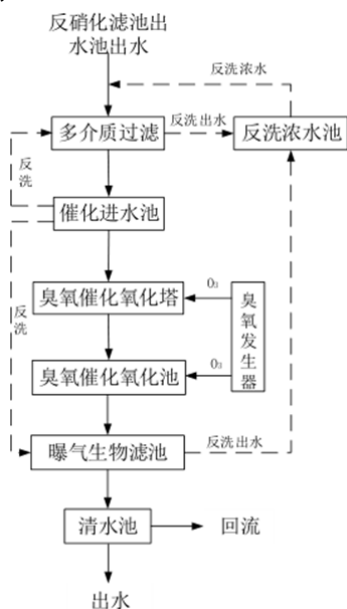 反硝化滤池出
水池出水
反洗浓水
多介质过滤
反洗出水
反洗浓水池
反
洗
催化进水池
臭氧催化氧化塔
O₃
臭
氧
发
生
器
反
洗
臭氧催化氧化池
O₃
曝气生物滤池
反洗出水
清水池
回流
出水